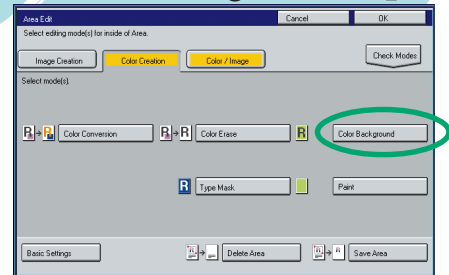 Area Edit Cancel OK
Select editing mode(s) for inside of Area.
Image Creation Color Creation Color / Image Check Modes
Select mode(s).
R R Color Conversion R R Color Erase R Color Background
R Type Mask Paint
Basic Settings Delete Area R Save Area